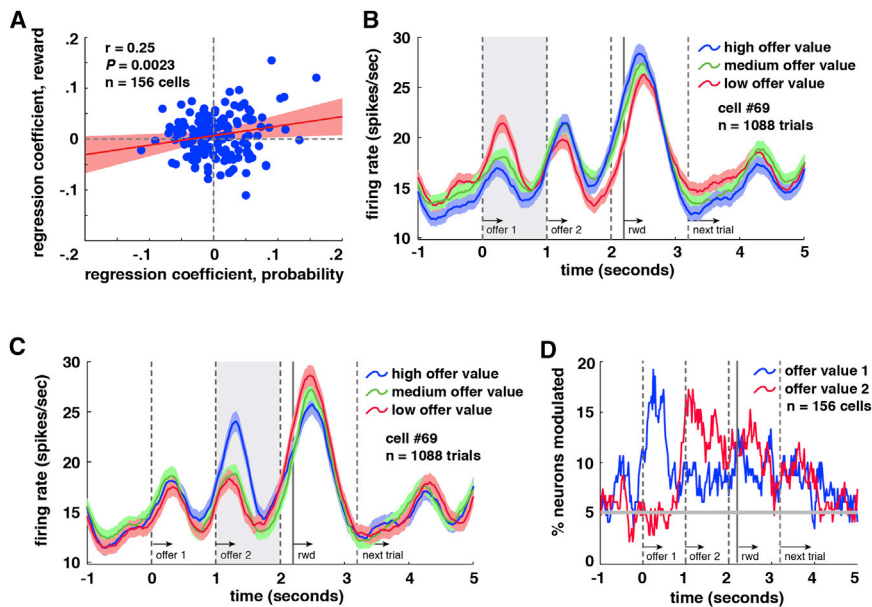 A
regression coefficient, reward
.2
.1
0
-.1
-.2
r = 0.25
P = 0.0023
n = 156 cells
-.1
0
0.1
0.2
regression coefficient, probability
B
firing rate (spikes/sec)
30
25
20
15
10
high offer value
medium offer value
low offer value
cell #69
n = 1088 trials
offer 1
offer 2
rwd
next trial
-1
0
1
2
3
4
5
time (seconds)
C
firing rate (spikes/sec)
30
25
20
15
10
high offer value
medium offer value
low offer value
cell #69
n = 1088 trials
offer 1
offer 2
rwd
next trial
-1
0
1
2
3
4
5
time (seconds)
D
% neurons modulated
20
15
10
5
0
offer value 1
offer value 2
n = 156 cells
offer 1
offer 2
rwd
next trial
-1
0
1
2
3
4
5
time (seconds)